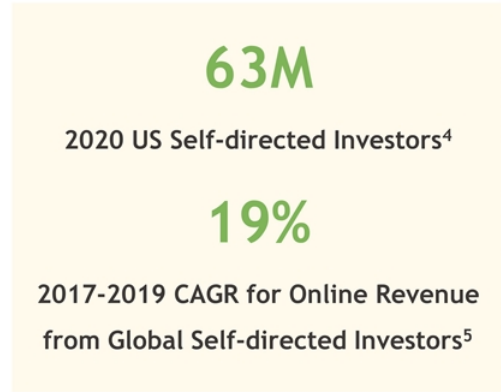 63M
2020 US Self-directed Investors⁴
19%
2017-2019 CAGR for Online Revenue
from Global Self-directed Investors⁵